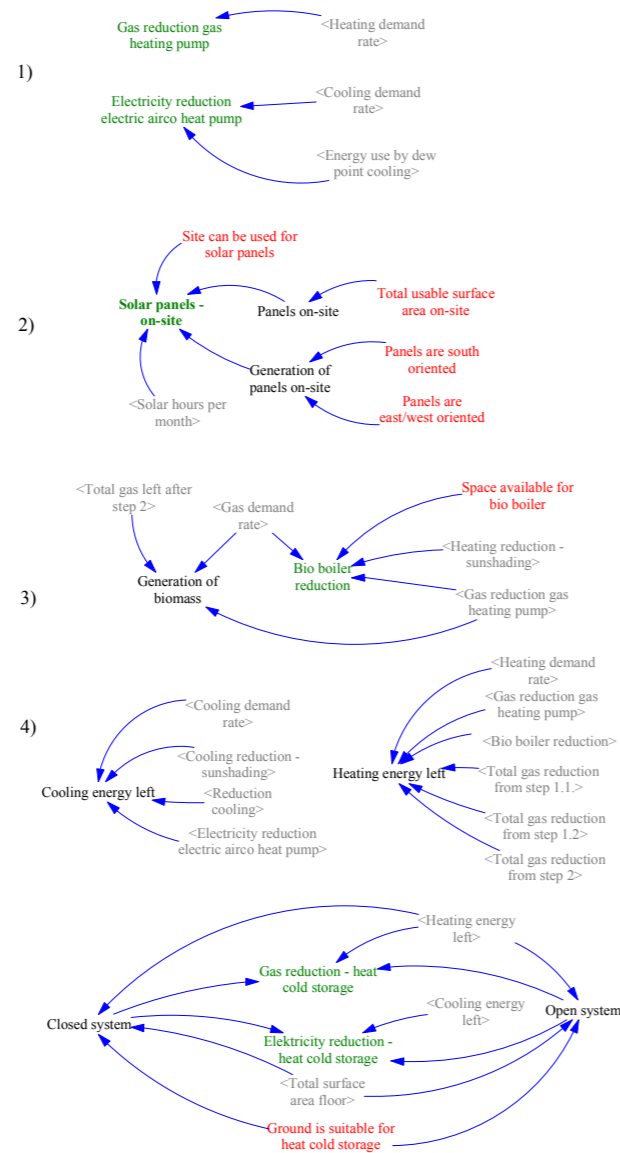 Gas reduction gas
heating pump
<Heating demand
rate>
1)
Electricity reduction
electric airco heat pump
<Cooling demand
rate>
<Energy use by dew
point cooling>
Site can be used for
solar panels
2)
Solar panels -
on-site
Panels on-site
Total usable surface
area on-site
Generation of
panels on-site
Panels are south
oriented
Panels are
east/west oriented
<Solar hours per
month>
<Total gas left after
step 2>
<Gas demand
rate>
Space available for
bio boiler
3)
Generation of
biomass
Bio boiler
reduction
<Heating reduction -
sunshading>
<Gas reduction gas
heating pump>
4)
<Cooling demand
rate>
<Cooling reduction -
sunshading>
Cooling energy left
<Reduction
cooling>
<Electricity reduction
electric airco heat pump>
<Heating demand
rate>
<Gas reduction gas
heating pump>
<Bio boiler reduction>
Heating energy left
<Total gas reduction
from step 1.1.>
<Total gas reduction
from step 1.2>
<Total gas reduction
from step 2>
<Heating energy
left>
Gas reduction - heat
cold storage
Closed system
<Cooling energy
left>
Open system
Elektricity reduction -
heat cold storage
<Total surface
area floor>
Ground is suitable for
heat cold storage